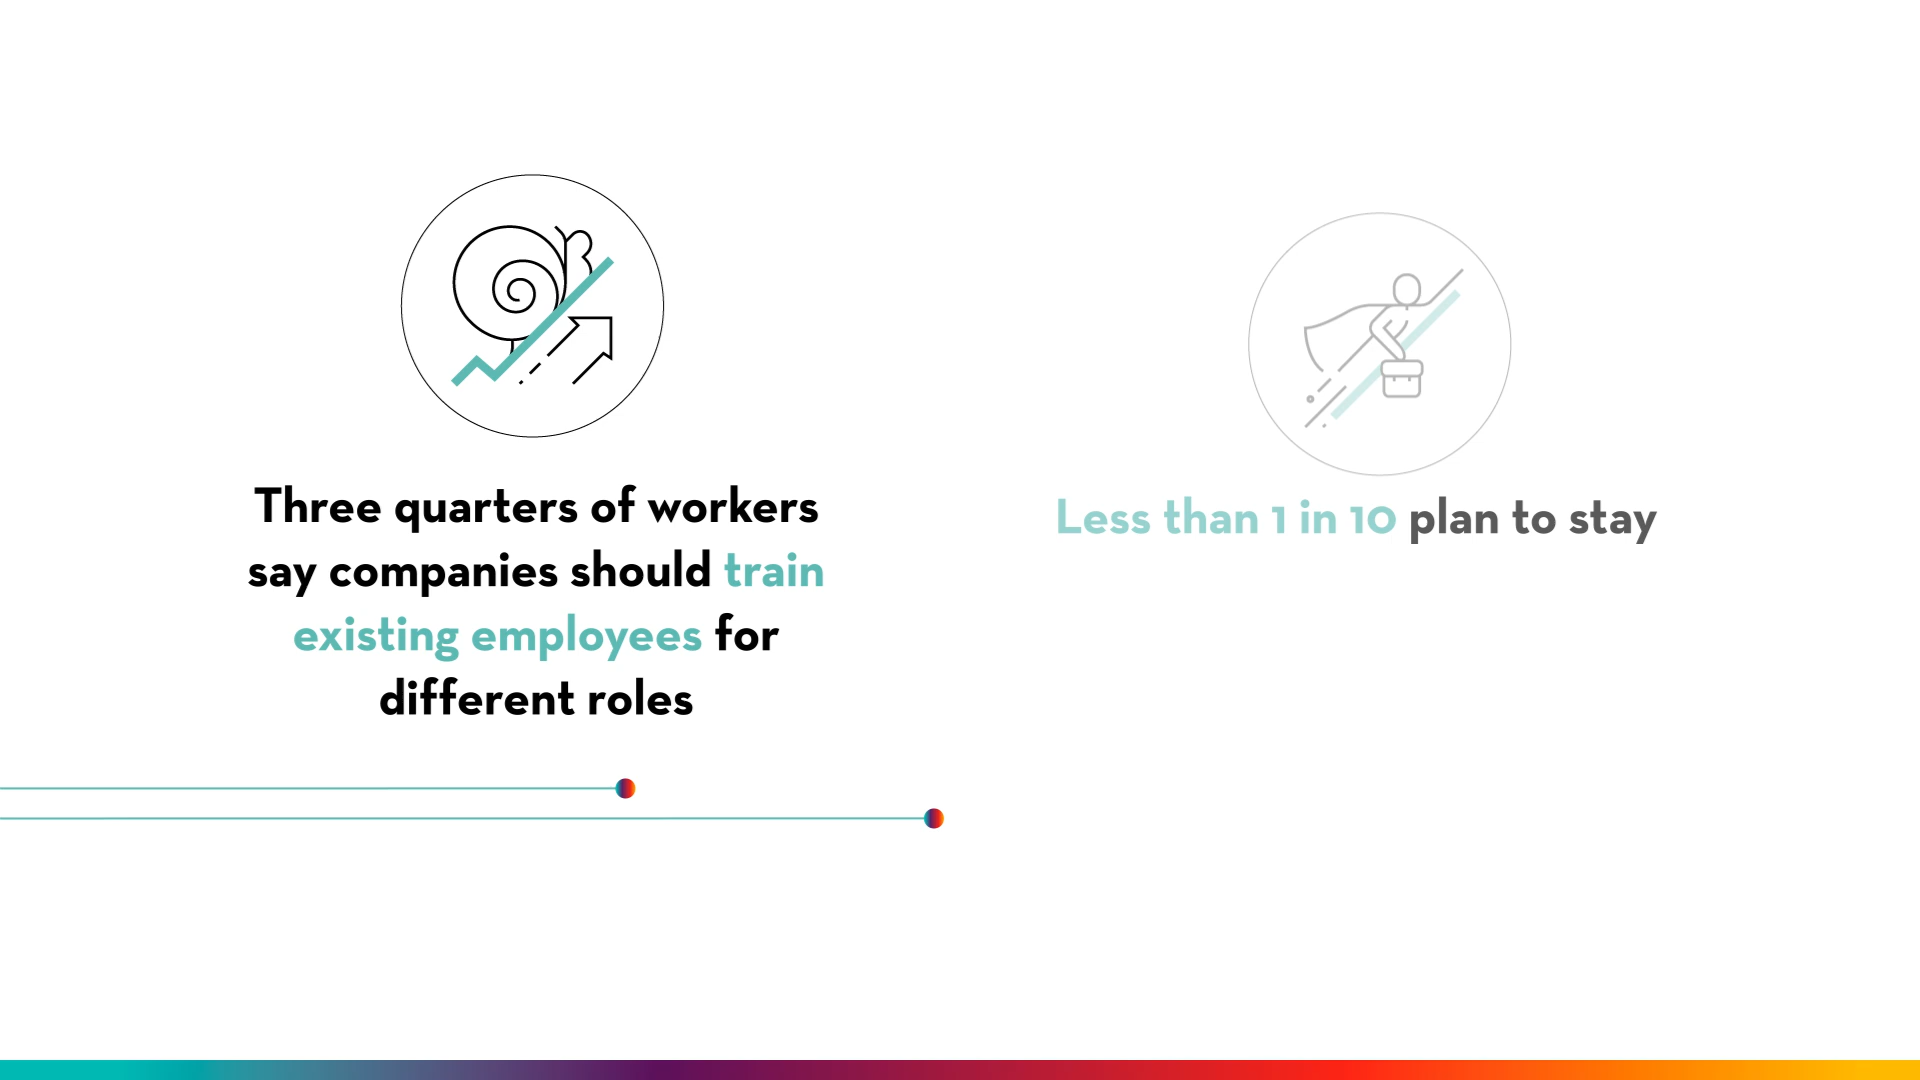 Three quarters of workers
say companies should train
existing employees for
different roles
Less than 1 in 10 plan to stay